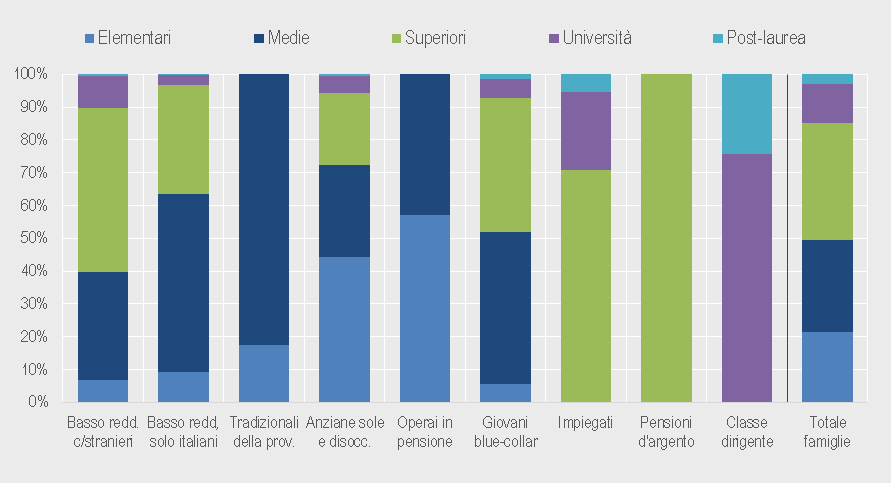 Elementari Medie Superiori Università Post-laurea
100%
90%
80%
70%
60%
50%
40%
30%
20%
10%
0%
Basso redd. c/stranieri
Basso redd, solo italiani
Tradizionali della prov.
Anziane sole e disocc.
Operai in pensione
Giovani blue-collar
Impiegati
Pensioni d'argento
Classe dirigente
Totale famiglie